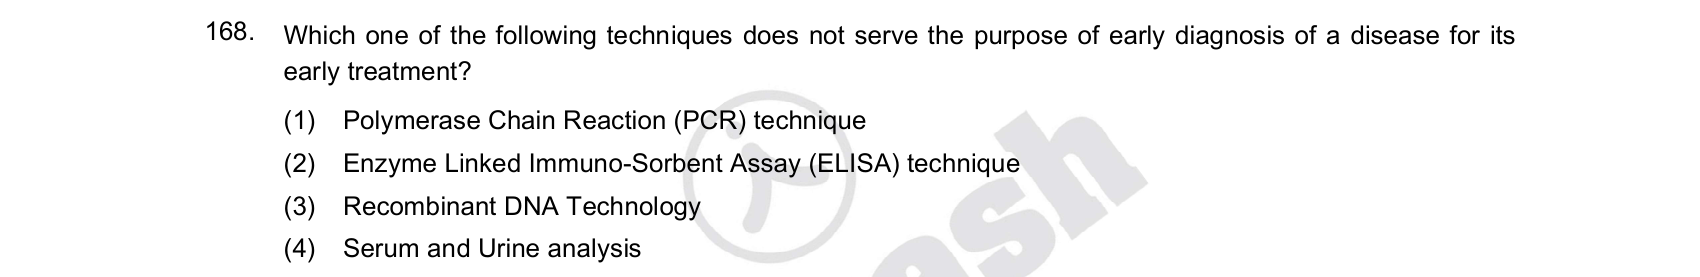 168. Which one of the following techniques does not serve the purpose of early diagnosis of a disease for its
early treatment?
(1) Polymerase Chain Reaction (PCR) technique
(2) Enzyme Linked Immuno-Sorbent Assay (ELISA) technique
(3) Recombinant DNA Technology
(4) Serum and Urine analysis
ash